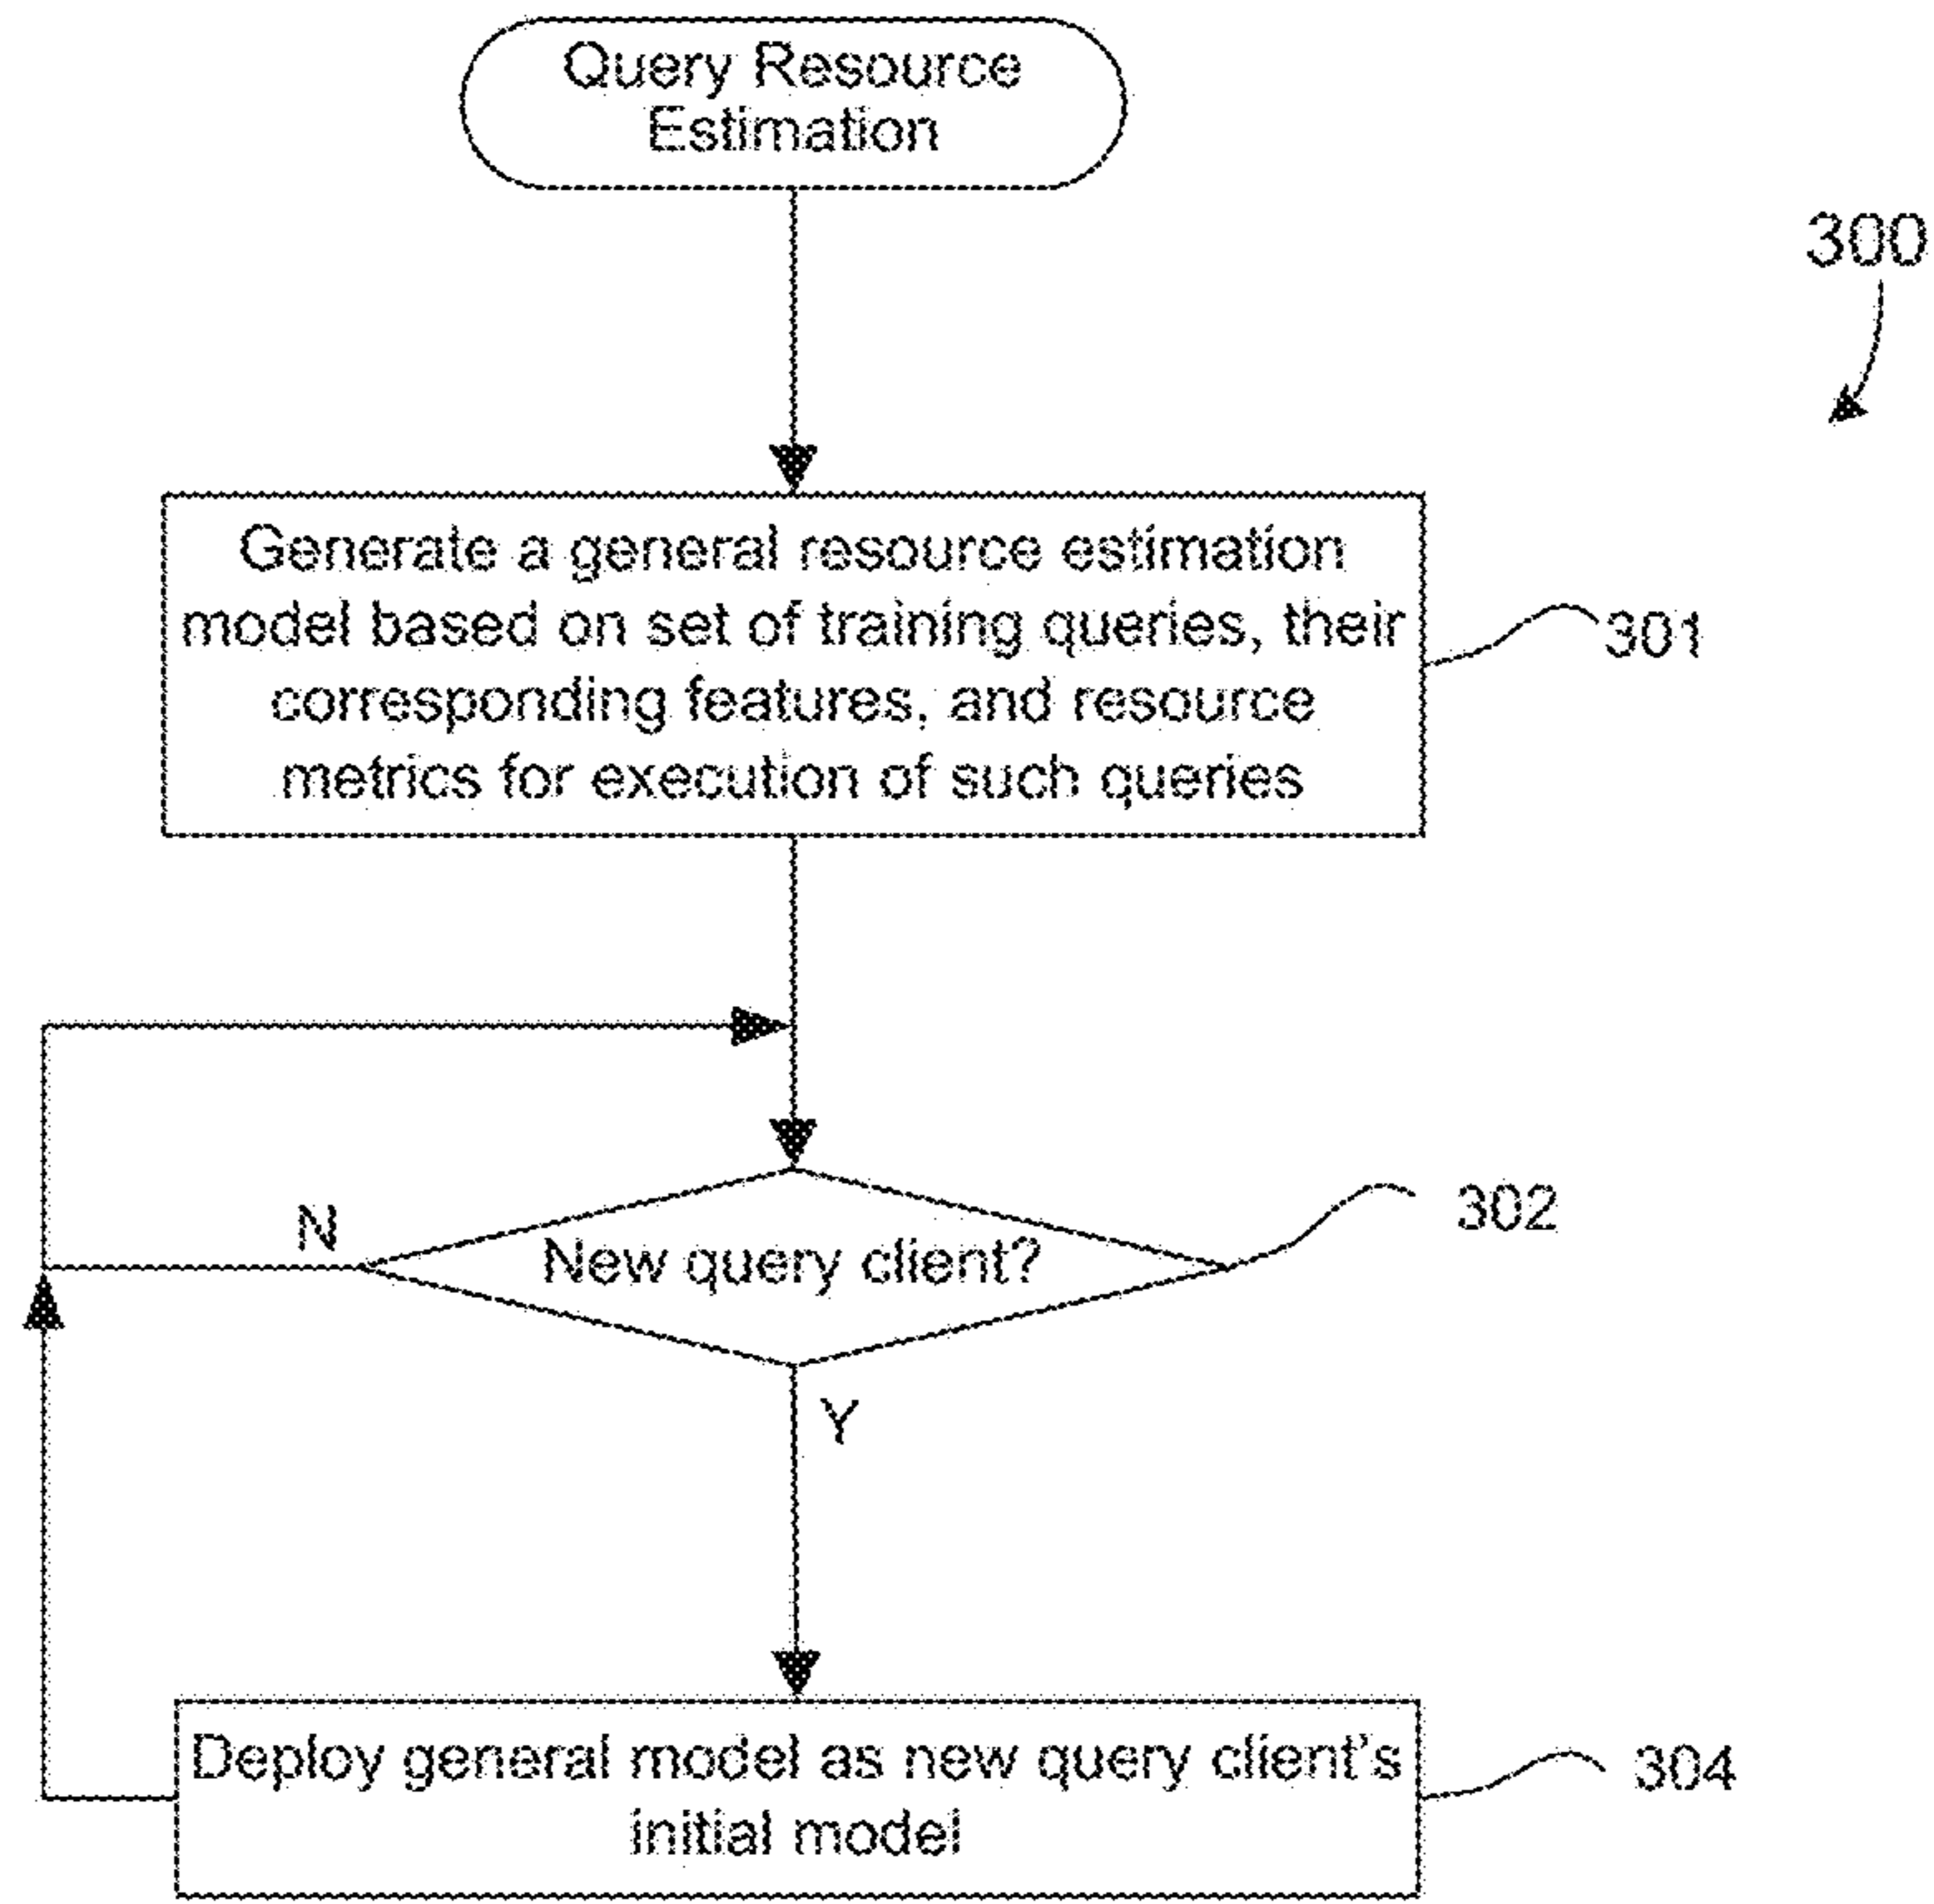 Query Resource
Estimation
300
Generate a general resource estimation
model based on set of training queries, their
corresponding features, and resource
metrics for execution of such queries
301
N
New query client?
302
Y
Deploy general model as new query client's
initial model
304